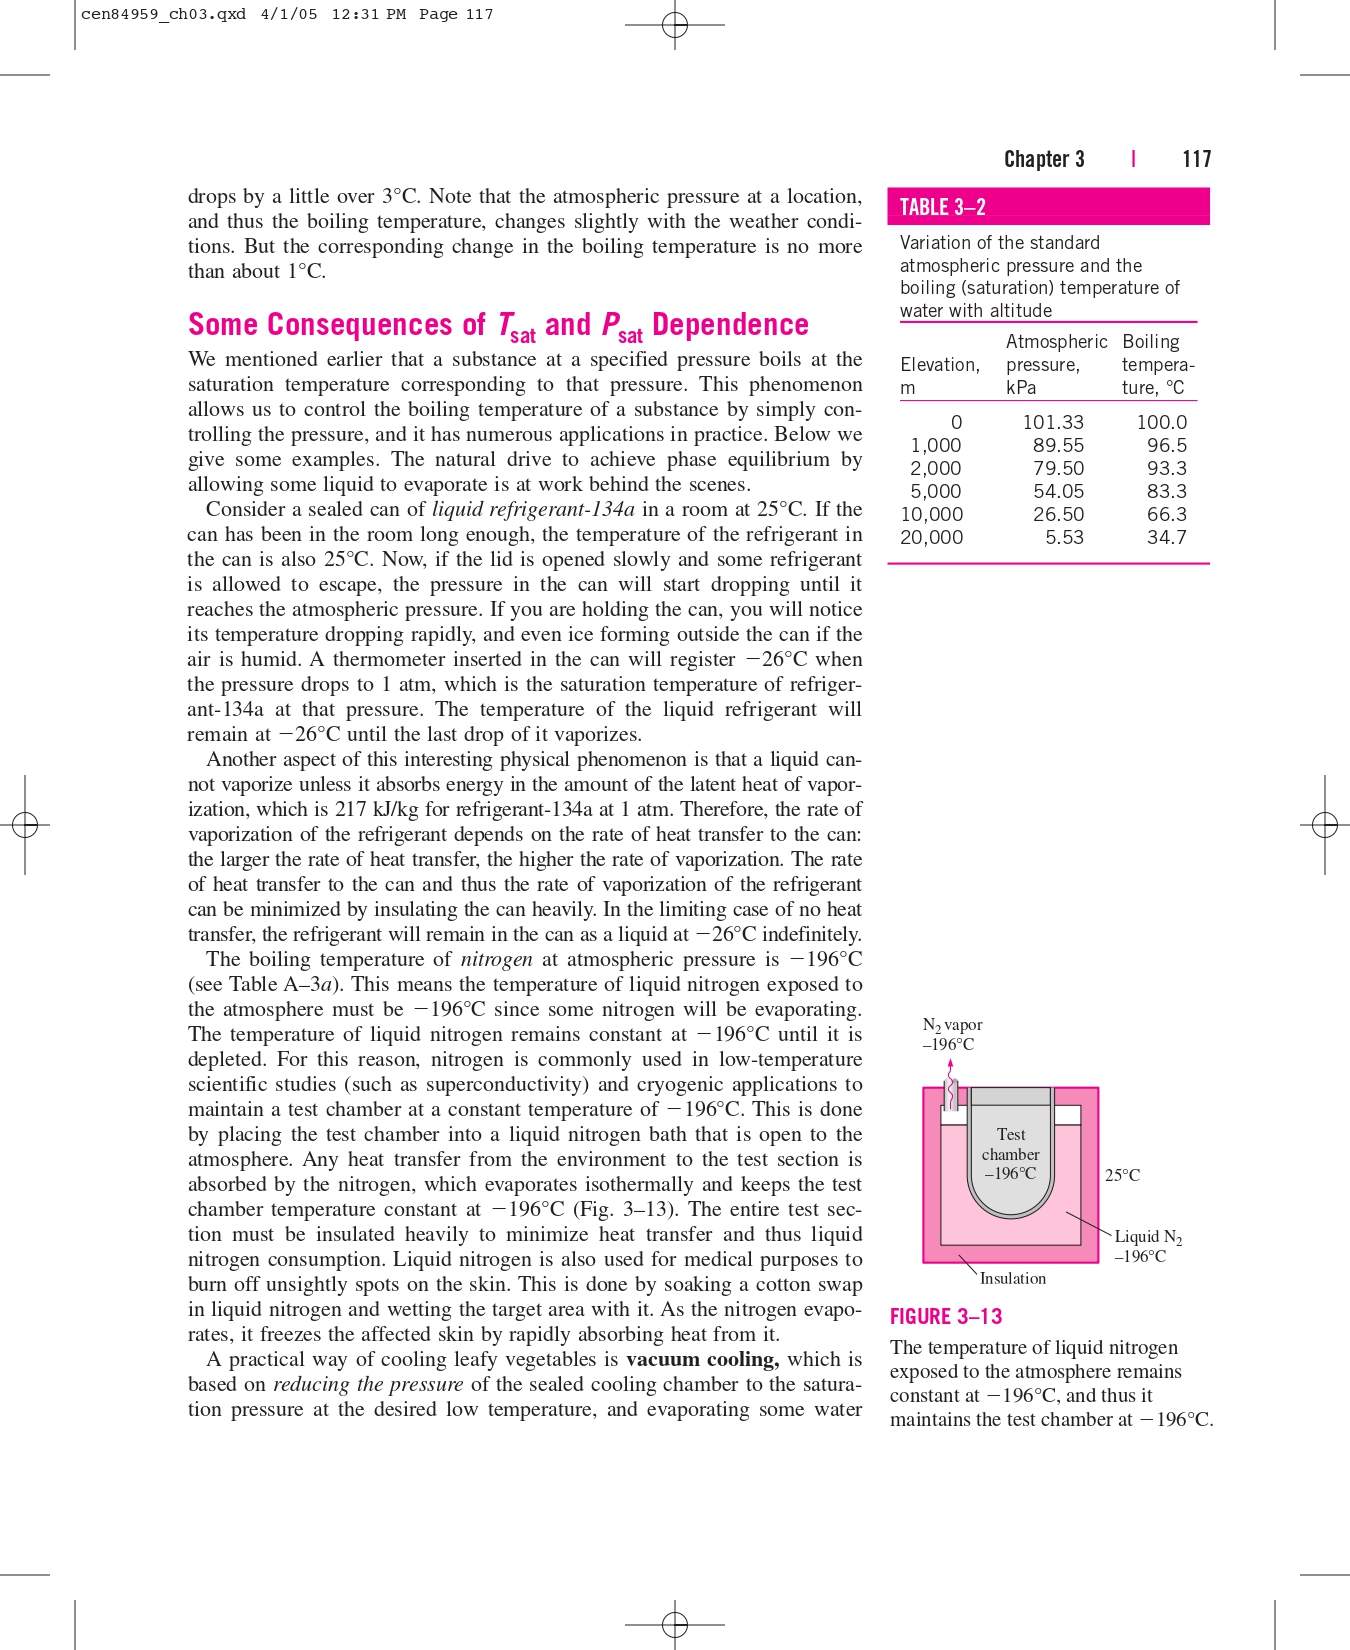 cen84959_ch03.qxd 4/1/05 12:31 PM Page 117
Chapter 3 | 117
drops by a little over 3°C. Note that the atmospheric pressure at a location,
and thus the boiling temperature, changes slightly with the weather condi-
tions. But the corresponding change in the boiling temperature is no more
than about 1°C.
Some Consequences of Tsat and Psat Dependence
We mentioned earlier that a substance at a specified pressure boils at the
saturation temperature corresponding to that pressure. This phenomenon
allows us to control the boiling temperature of a substance by simply con-
trolling the pressure, and it has numerous applications in practice. Below we
give some examples. The natural drive to achieve phase equilibrium by
allowing some liquid to evaporate is at work behind the scenes.
Consider a sealed can of liquid refrigerant-134a in a room at 25°C. If the
can has been in the room long enough, the temperature of the refrigerant in
the can is also 25°C. Now, if the lid is opened slowly and some refrigerant
is allowed to escape, the pressure in the can will start dropping until it
reaches the atmospheric pressure. If you are holding the can, you will notice
its temperature dropping rapidly, and even ice forming outside the can if the
air is humid. A thermometer inserted in the can will register −26°C when
the pressure drops to 1 atm, which is the saturation temperature of refriger-
ant-134a at that pressure. The temperature of the liquid refrigerant will
remain at −26°C until the last drop of it vaporizes.
Another aspect of this interesting physical phenomenon is that a liquid can-
not vaporize unless it absorbs energy in the amount of the latent heat of vapor-
ization, which is 217 kJ/kg for refrigerant-134a at 1 atm. Therefore, the rate of
vaporization of the refrigerant depends on the rate of heat transfer to the can:
the larger the rate of heat transfer, the higher the rate of vaporization. The rate
of heat transfer to the can and thus the rate of vaporization of the refrigerant
can be minimized by insulating the can heavily. In the limiting case of no heat
transfer, the refrigerant will remain in the can as a liquid at −26°C indefinitely.
The boiling temperature of nitrogen at atmospheric pressure is −196°C
(see Table A–3a). This means the temperature of liquid nitrogen exposed to
the atmosphere must be −196°C since some nitrogen will be evaporating.
The temperature of liquid nitrogen remains constant at −196°C until it is
depleted. For this reason, nitrogen is commonly used in low-temperature
scientific studies (such as superconductivity) and cryogenic applications to
maintain a test chamber at a constant temperature of −196°C. This is done
by placing the test chamber into a liquid nitrogen bath that is open to the
atmosphere. Any heat transfer from the environment to the test section is
absorbed by the nitrogen, which evaporates isothermally and keeps the test
chamber temperature constant at −196°C (Fig. 3–13). The entire test sec-
tion must be insulated heavily to minimize heat transfer and thus liquid
nitrogen consumption. Liquid nitrogen is also used for medical purposes to
burn off unsightly spots on the skin. This is done by soaking a cotton swap
in liquid nitrogen and wetting the target area with it. As the nitrogen evapo-
rates, it freezes the affected skin by rapidly absorbing heat from it.
A practical way of cooling leafy vegetables is vacuum cooling, which is
based on reducing the pressure of the sealed cooling chamber to the satura-
tion pressure at the desired low temperature, and evaporating some water
TABLE 3–2
Variation of the standard
atmospheric pressure and the
boiling (saturation) temperature of
water with altitude
Atmospheric Boiling
Elevation, pressure, tempera-
m kPa ture, °C
0 101.33 100.0
1,000 89.55 96.5
2,000 79.50 93.3
5,000 54.05 83.3
10,000 26.50 66.3
20,000 5.53 34.7
N2 vapor
–196°C
Test
chamber
–196°C
25°C
Liquid N2
–196°C
Insulation
FIGURE 3–13
The temperature of liquid nitrogen
exposed to the atmosphere remains
constant at −196°C, and thus it
maintains the test chamber at −196°C.